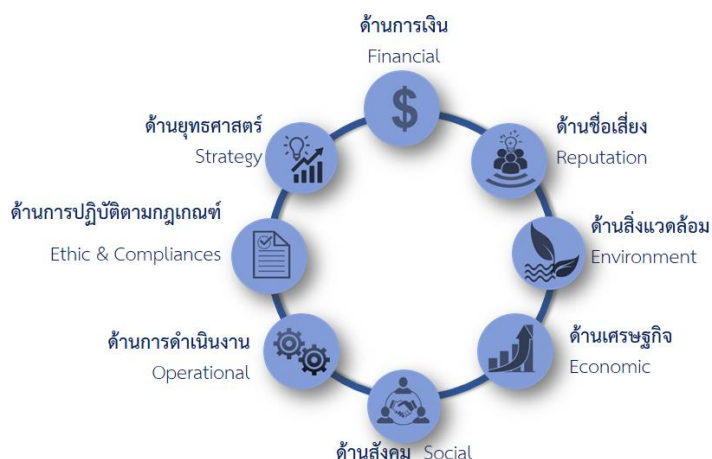 ด้านการเงิน
Financial
ด้านยุทธศาสตร์
Strategy
ด้านชื่อเสียง
Reputation
ด้านการปฏิบัติตามกฎเกณฑ์
Ethic & Compliances
ด้านสิ่งแวดล้อม
Environment
ด้านการดำเนินงาน
Operational
ด้านเศรษฐกิจ
Economic
ด้านสังคม Social